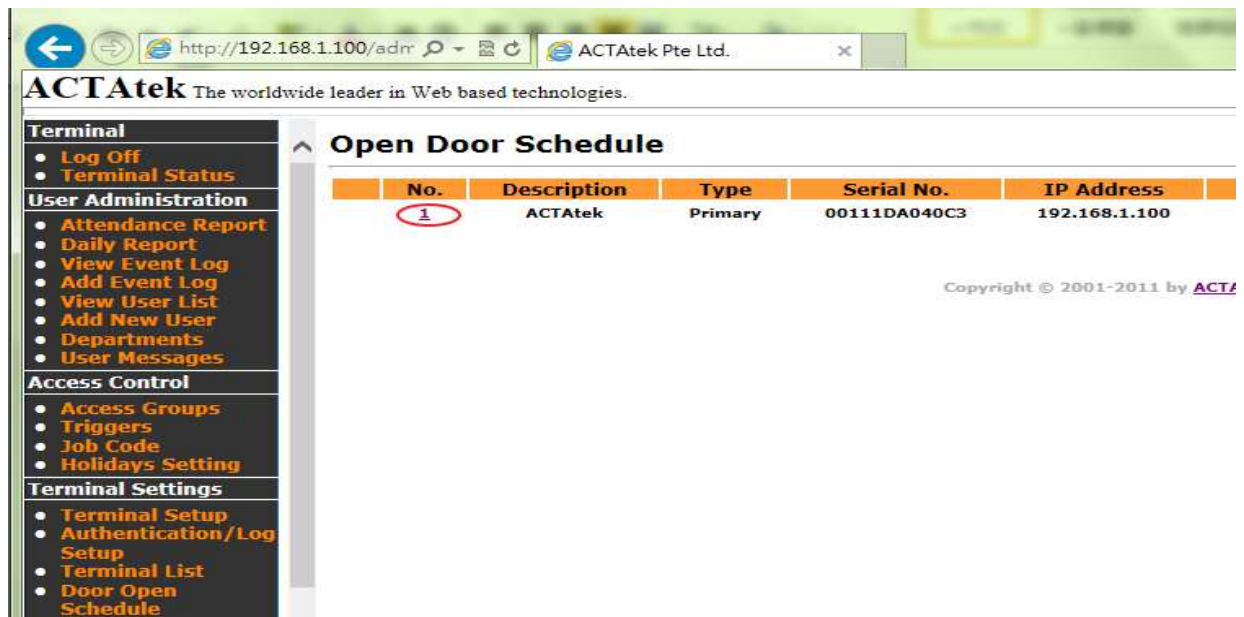 http://192.168.1.100/adm
ACTAtek Pte Ltd.
ACTAtek The worldwide leader in Web based technologies.
Terminal
Log Off
Terminal Status
User Administration
Attendance Report
Daily Report
View Event Log
Add Event Log
View User List
Add New User
Departments
User Messages
Access Control
Access Groups
Triggers
Job Code
Holidays Setting
Terminal Settings
Terminal Setup
Authentication/Log
Setup
Terminal List
Door Open
Schedule
Open Door Schedule
No. Description Type Serial No. IP Address
1 ACTAtek Primary 00111DA040C3 192.168.1.100
Copyright © 2001-2011 by ACTA